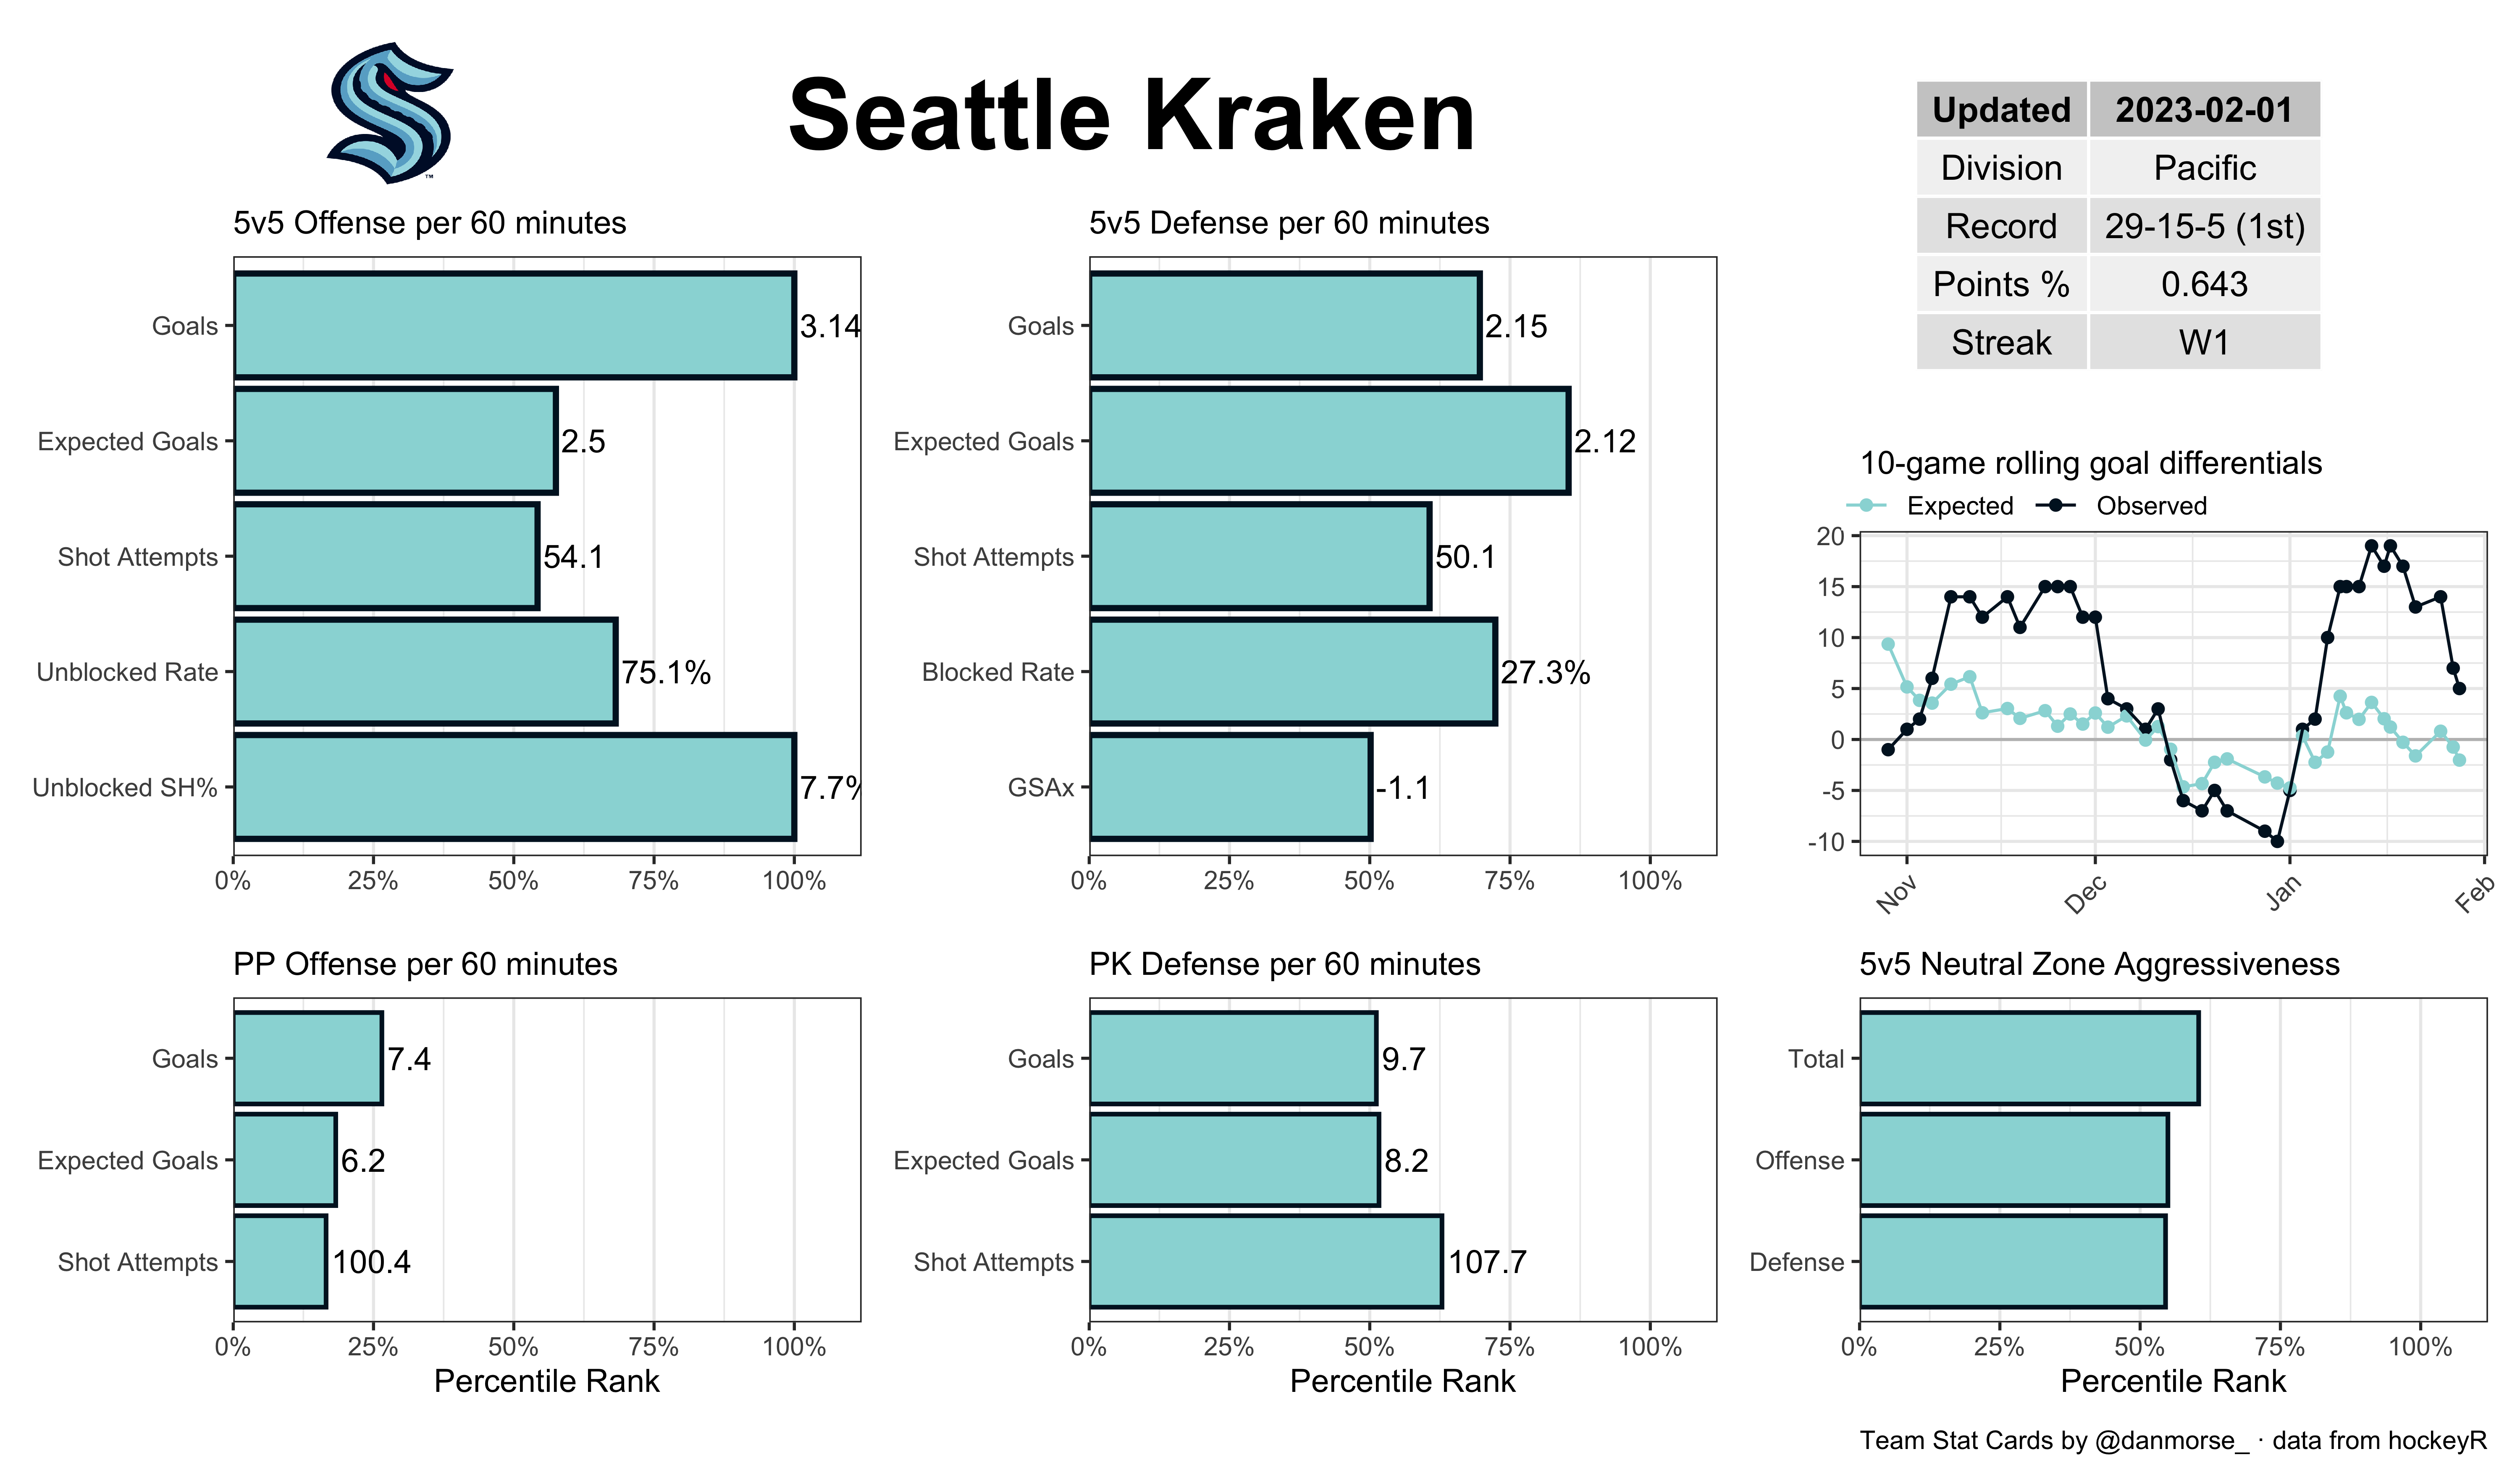 Seattle Kraken
Updated 2023-02-01
Division Pacific
Record 29-15-5 (1st)
Points % 0.643
Streak W1
5v5 Offense per 60 minutes
Goals 3.14
Expected Goals 2.5
Shot Attempts 54.1
Unblocked Rate 75.1%
Unblocked SH% 7.7%
0% 25% 50% 75% 100%
5v5 Defense per 60 minutes
Goals 2.15
Expected Goals 2.12
Shot Attempts 50.1
Blocked Rate 27.3%
GSAx -1.1
0% 25% 50% 75% 100%
10-game rolling goal differentials
Expected Observed
20
15
10
5
0
-5
-10
Nov Dec Jan Feb
PP Offense per 60 minutes
Goals 7.4
Expected Goals 6.2
Shot Attempts 100.4
0% 25% 50% 75% 100%
Percentile Rank
PK Defense per 60 minutes
Goals 9.7
Expected Goals 8.2
Shot Attempts 107.7
0% 25% 50% 75% 100%
Percentile Rank
5v5 Neutral Zone Aggressiveness
Total
Offense
Defense
0% 25% 50% 75% 100%
Percentile Rank
Team Stat Cards by @danmorse_ · data from hockeyR